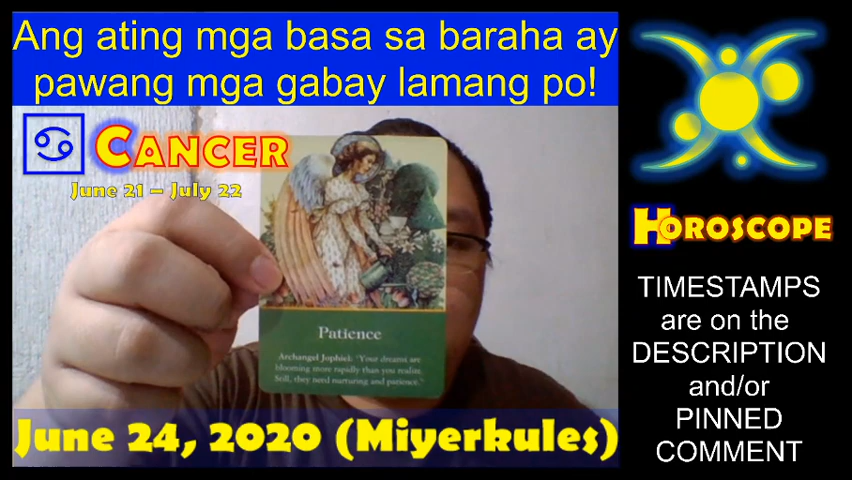 Ang ating mga basa sa baraha ay
pawang mga gabay lamang po!
♋ CANCER
June 21 – July 22
Patience
Archangel Jophiel: "Your dreams are
blooming more rapidly than you realize.
Still, they need nurturing and patience."
June 24, 2020 (Miyerkules)
HOROSCOPE
TIMESTAMPS
are on the
DESCRIPTION
and/or
PINNED
COMMENT